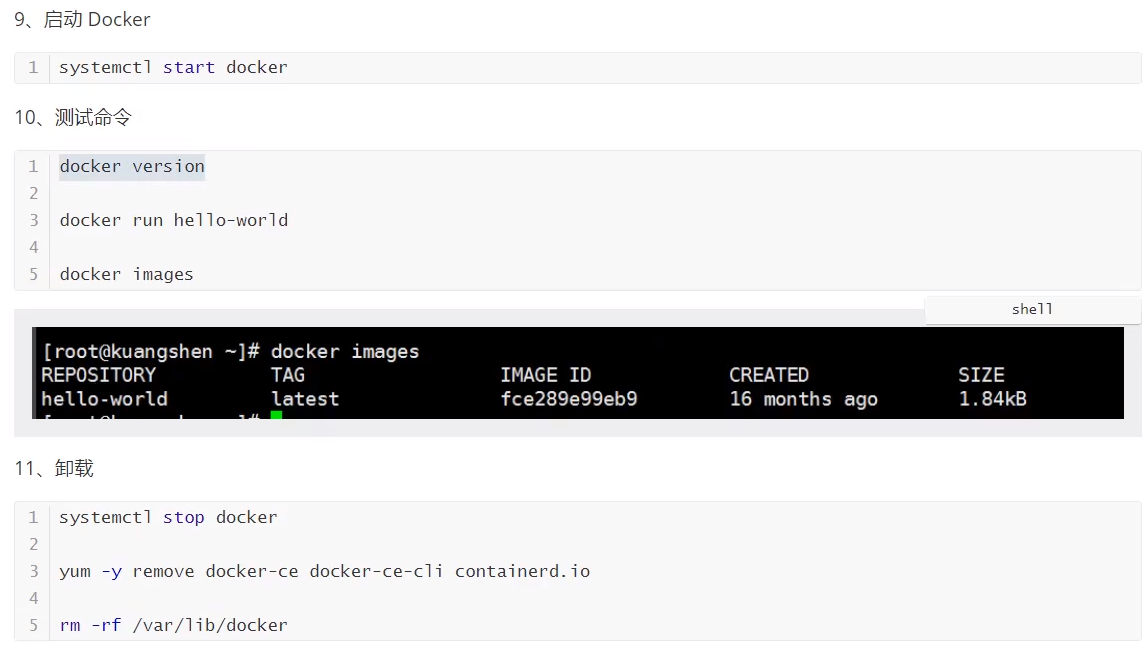 9、启动 Docker
1 systemctl start docker
10、测试命令
1 docker version
2
3 docker run hello-world
4
5 docker images
shell
[root@kuangshen ~]# docker images
REPOSITORY TAG IMAGE ID CREATED SIZE
hello-world latest fce289e99eb9 16 months ago 1.84kB
11、卸载
1 systemctl stop docker
2
3 yum -y remove docker-ce docker-ce-cli containerd.io
4
5 rm -rf /var/lib/docker